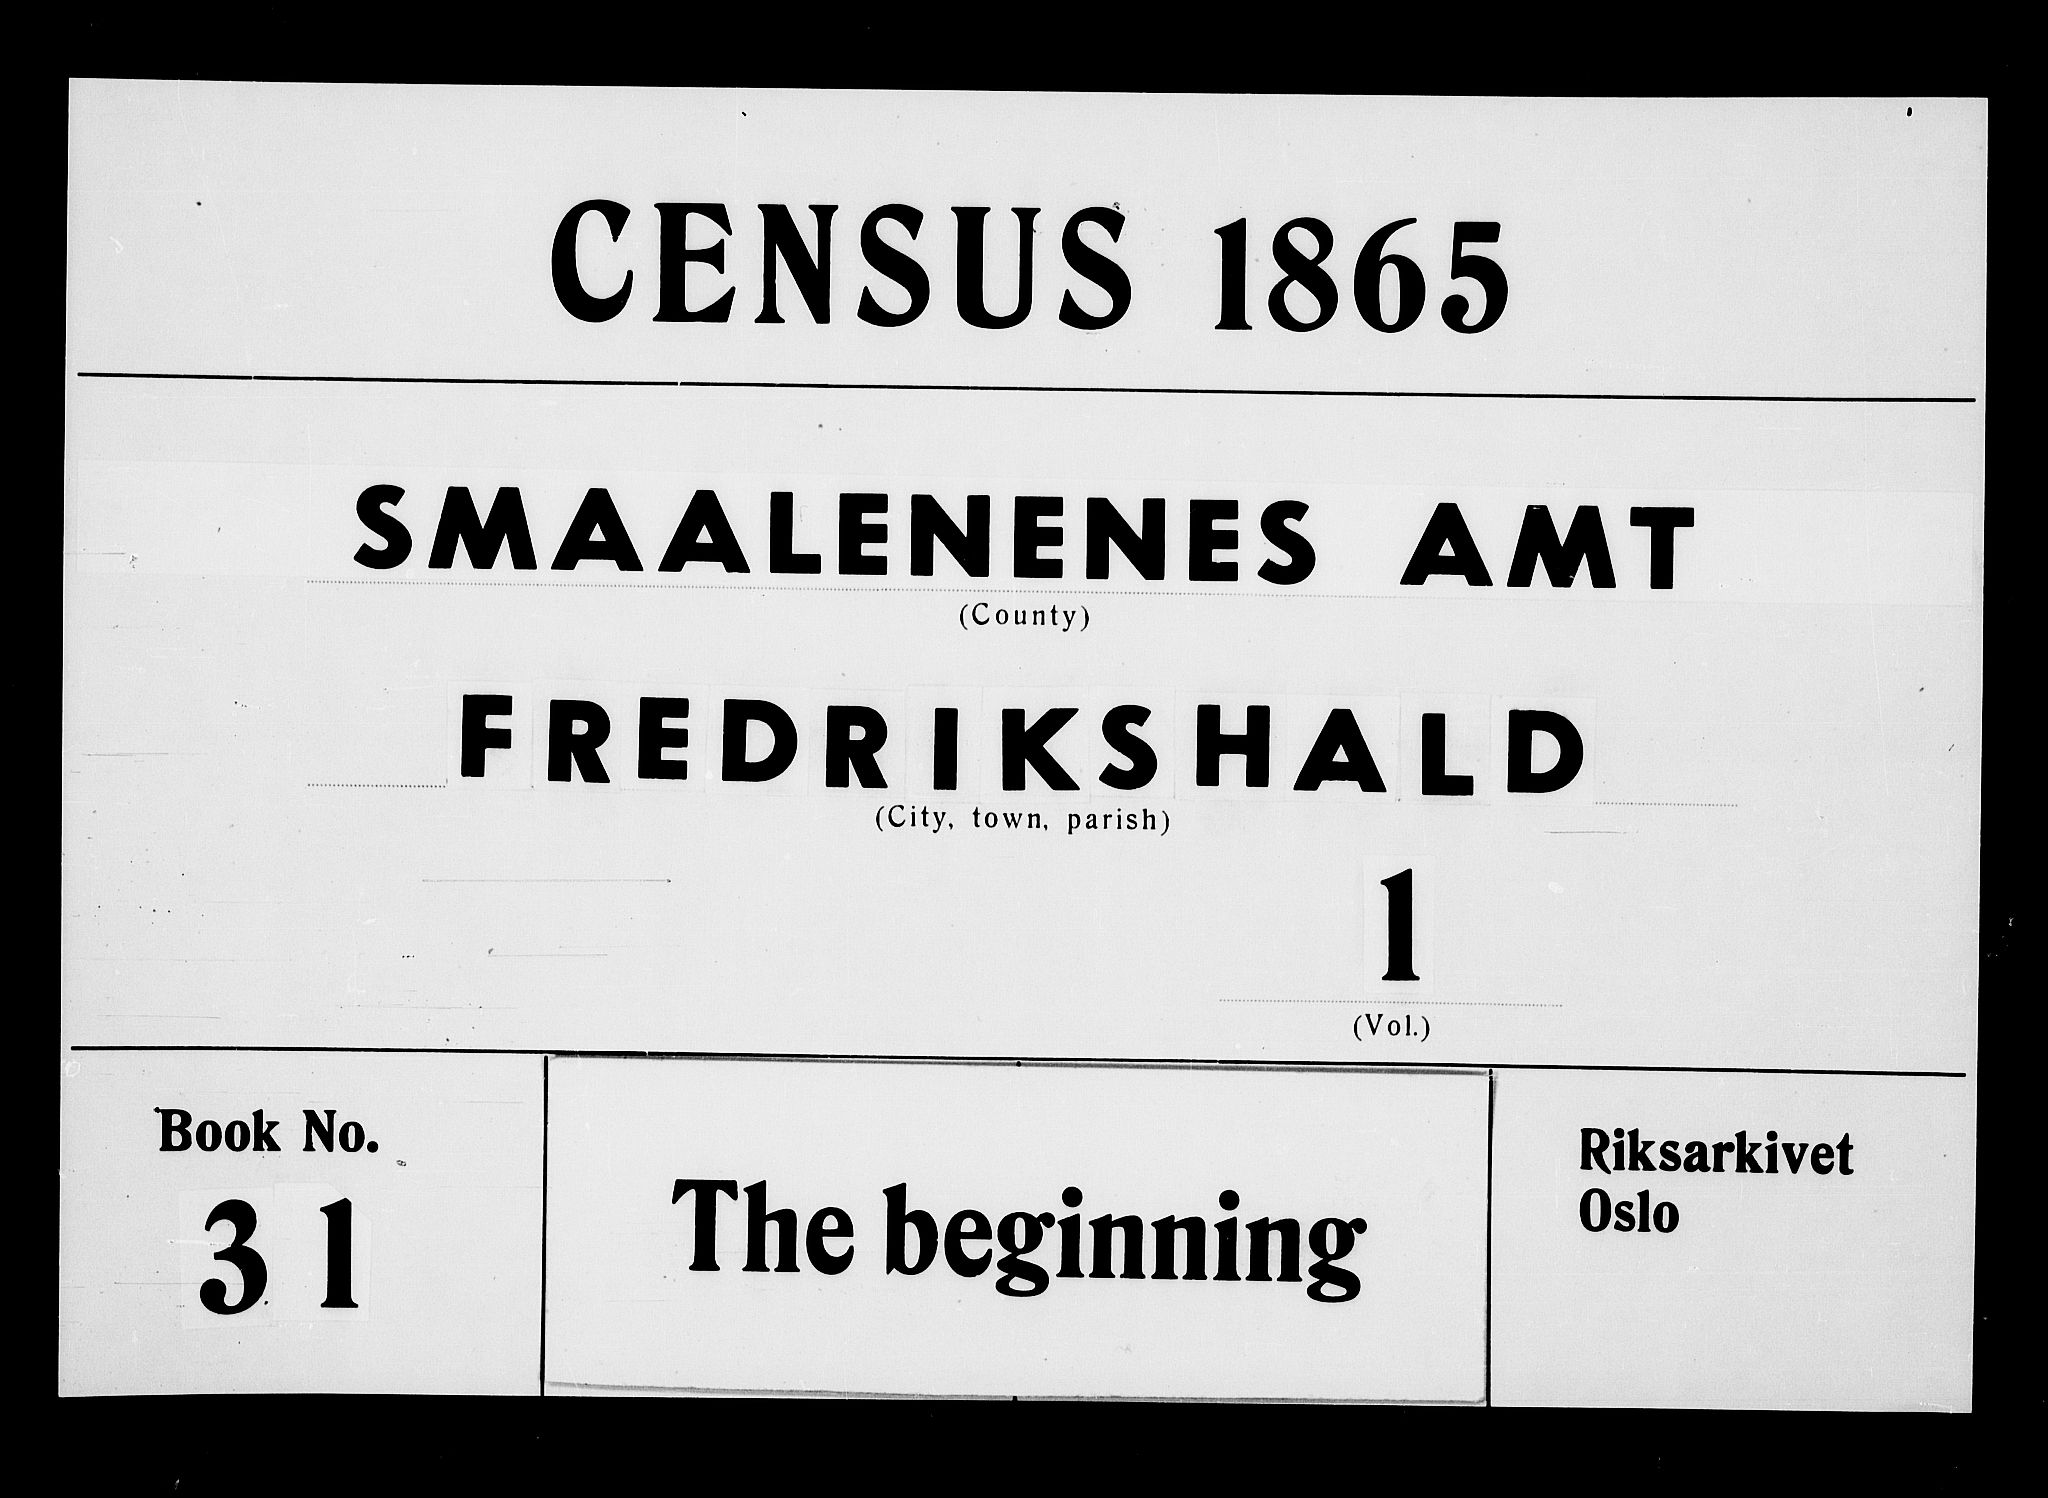 CENSUS 1865
SMAALENENES AMT
(County)
FREDRIKSHALD
(City, town, parish)
1
(Vol.)
Book No.
31
The beginning
Riksarkivet
Oslo